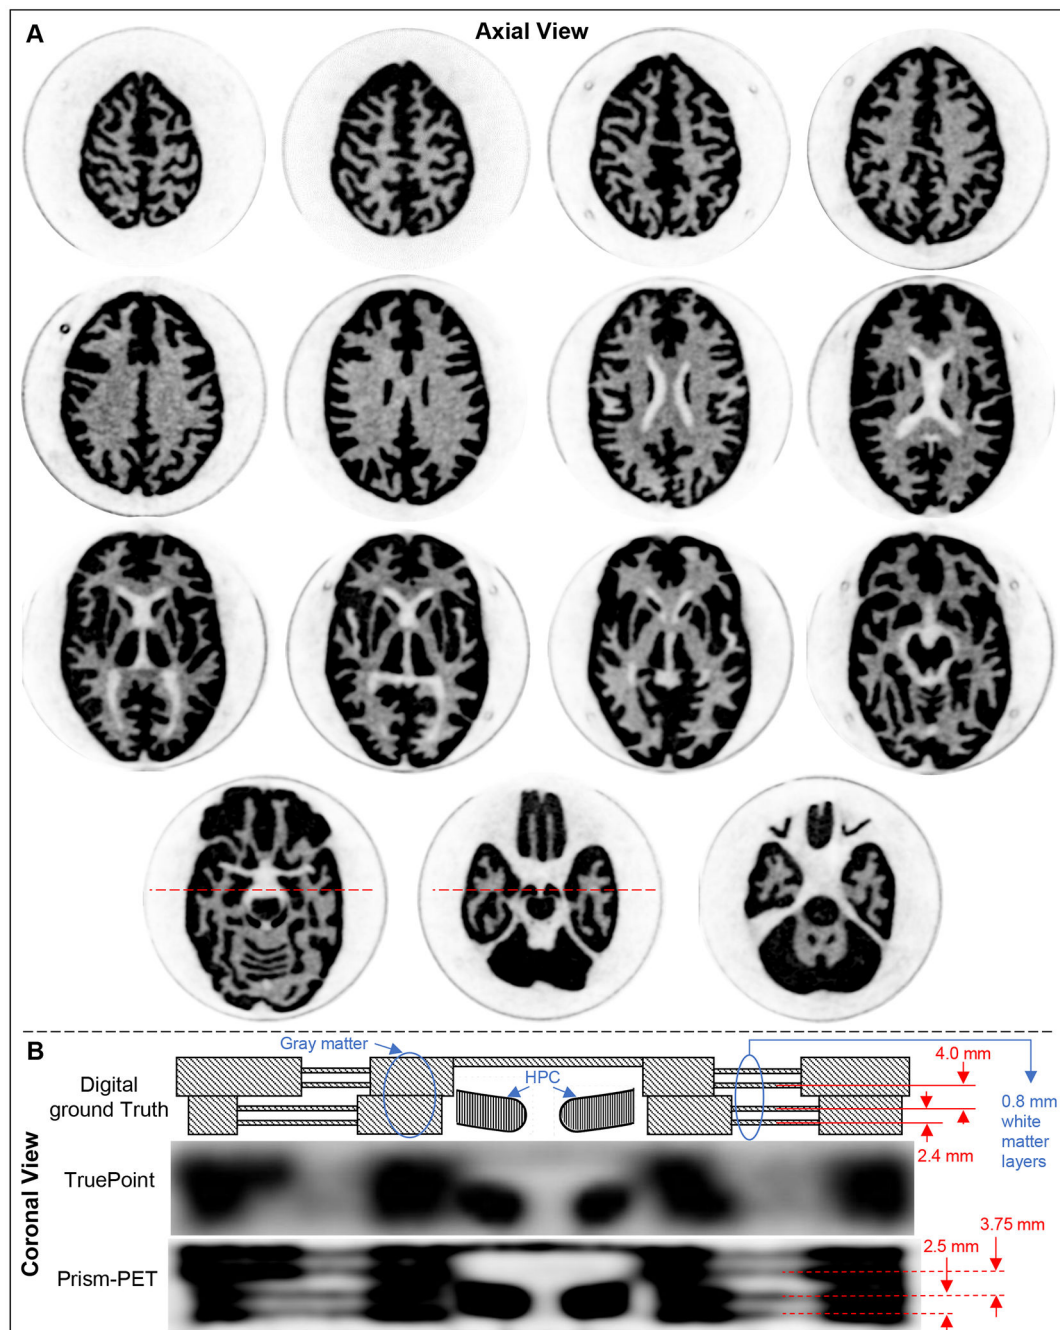 A
Axial View
B
Coronal View
Gray matter
HPC
Digital
ground Truth
4.0 mm
0.8 mm
white
matter
layers
2.4 mm
TruePoint
3.75 mm
2.5 mm
Prism-PET